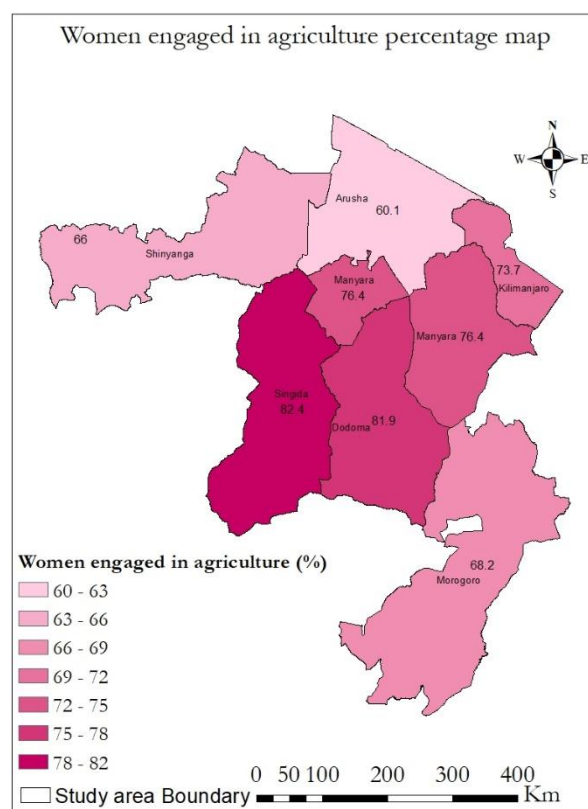 Women engaged in agriculture percentage map
N
W E
S
Arusha
60.1
66
Shinyanga
73.7
Kilimanjaro
Manyara
76.4
Manyara 76.4
Singida
82.4
Dodoma 81.9
68.2
Morogoro
Women engaged in agriculture (%)
60 - 63
63 - 66
66 - 69
69 - 72
72 - 75
75 - 78
78 - 82
Study area Boundary
0 50 100 200 300 400
Km